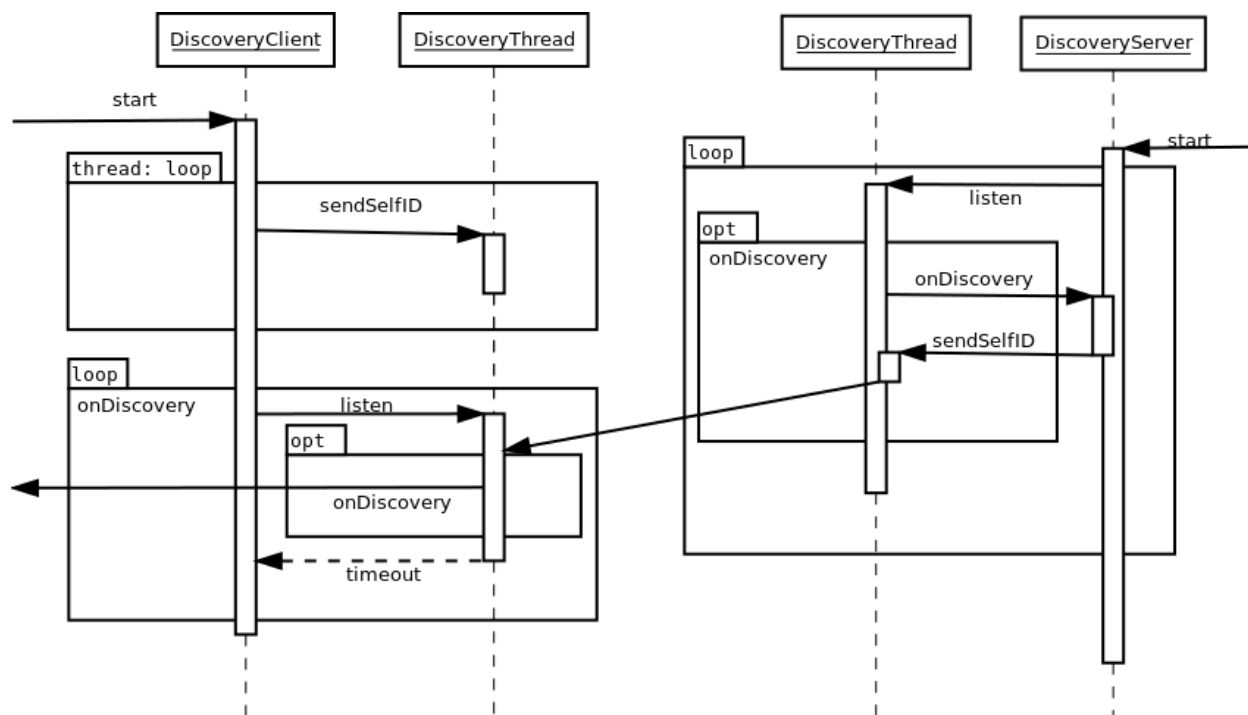 DiscoveryClient
DiscoveryThread
DiscoveryThread
DiscoveryServer
start
thread: loop
sendSelfID
loop
onDiscovery
listen
opt
onDiscovery
timeout
start
loop
listen
opt
onDiscovery
onDiscovery
sendSelfID